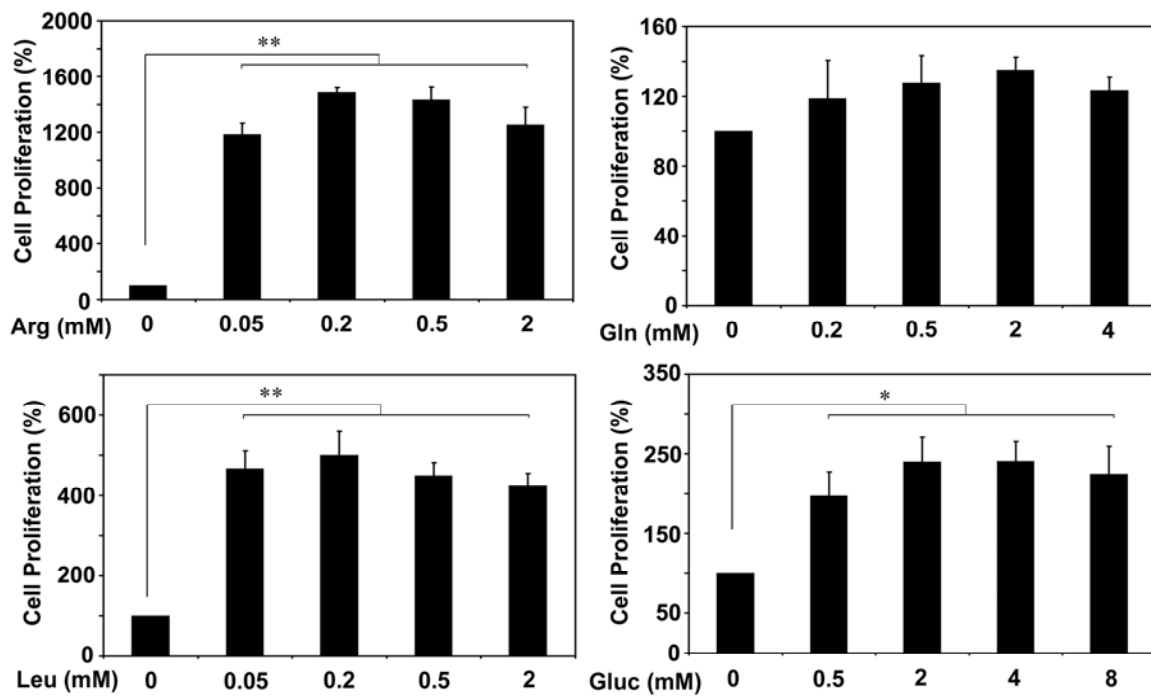 Cell Proliferation (%)
2000
1600
1200
800
400
0
**
Arg (mM) 0 0.05 0.2 0.5 2
Cell Proliferation (%)
160
120
80
40
0
Gln (mM) 0 0.2 0.5 2 4
Cell Proliferation (%)
600
400
200
0
**
Leu (mM) 0 0.05 0.2 0.5 2
Cell Proliferation (%)
350
250
150
50
0
*
Gluc (mM) 0 0.5 2 4 8